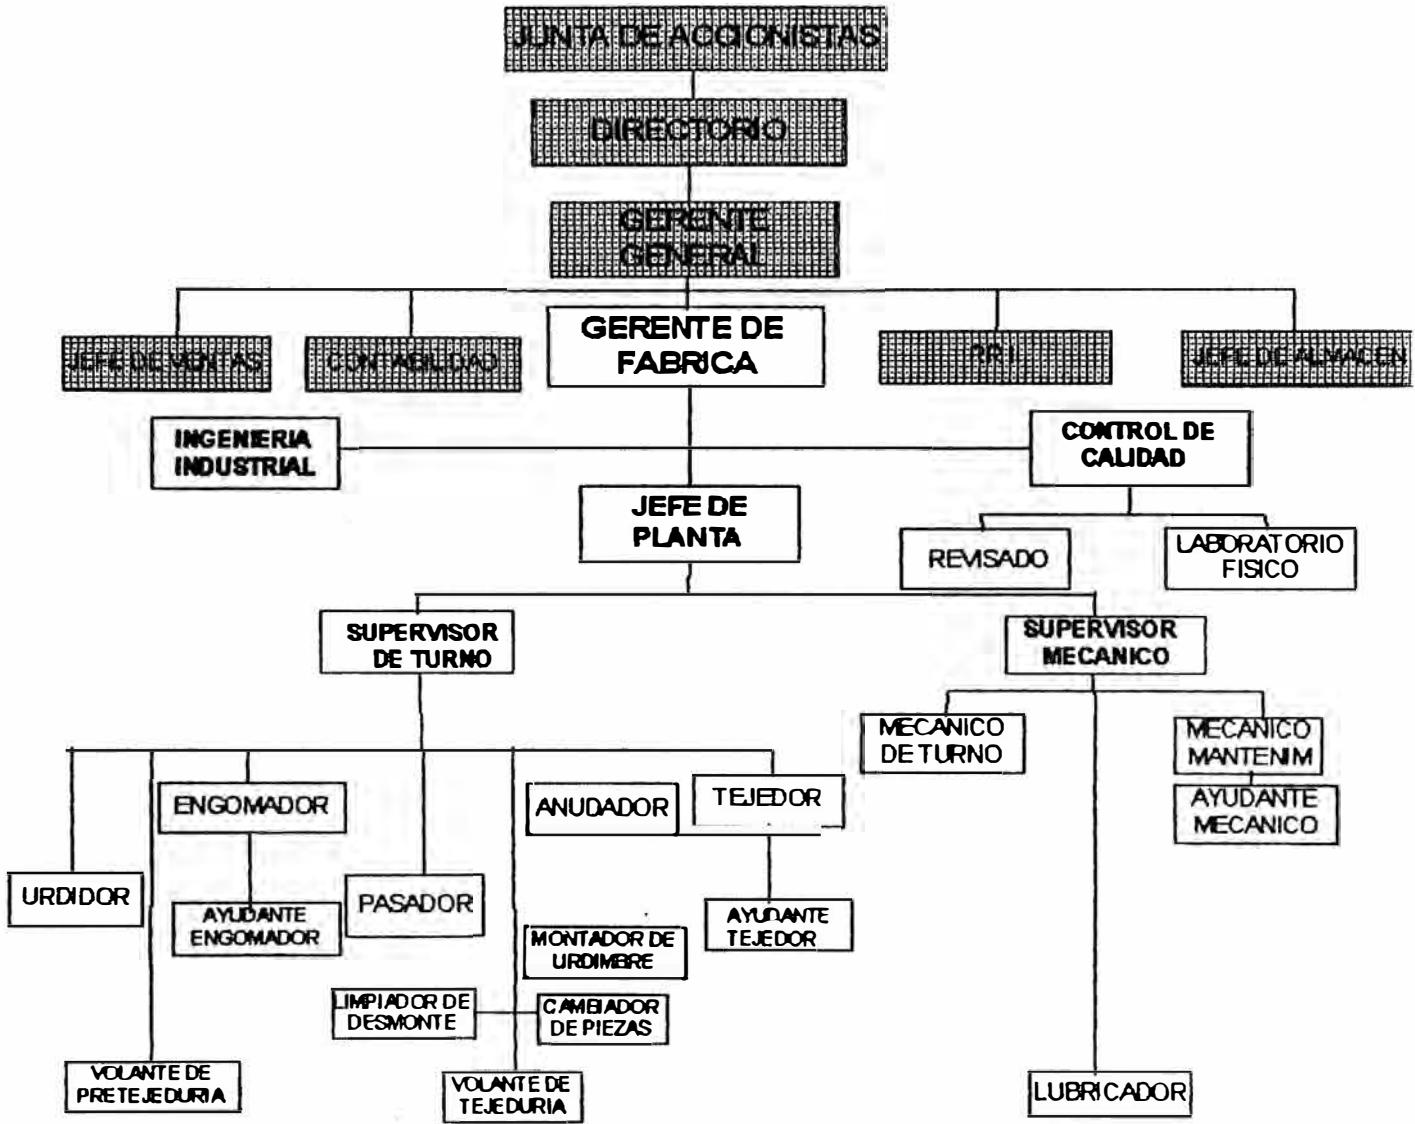 JUNTA DE ACCIONISTAS
DIRECTORIO
GERENTE
GENERAL
JEFE DE VENTAS
CONTABILIDAD
GERENTE DE
FABRICA
JEFE DE ALMACEN
INGENIERIA
INDUSTRIAL
CONTROL DE
CALIDAD
JEFE DE
PLANTA
REVISADO
LABORATORIO
FISICO
SUPERVISOR
DE TURNO
SUPERVISOR
MECANICO
MECANICO
DE TURNO
MECANICO
MANTENIM
AYUDANTE
MECANICO
ENGOMADOR
ANUDADOR
TEJEDOR
URDIDOR
AYUDANTE
ENGOMADOR
PASADOR
AYUDANTE
TEJEDOR
MONTADOR DE
URDIMBRE
LIMPIADOR DE
DESMONTE
CAMBIADOR
DE PIEZAS
VOLANTE DE
PRETEJEDURIA
VOLANTE DE
TEJEDURIA
LUBRICADOR